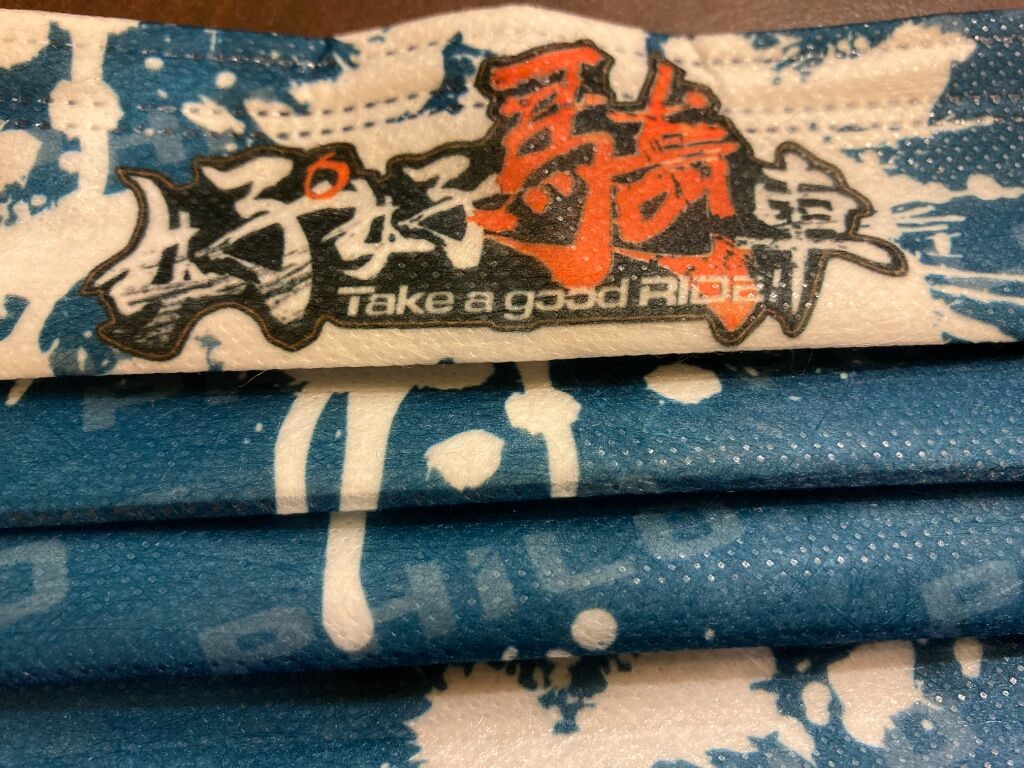 好好騎車
Take a good RIDE
PHILO